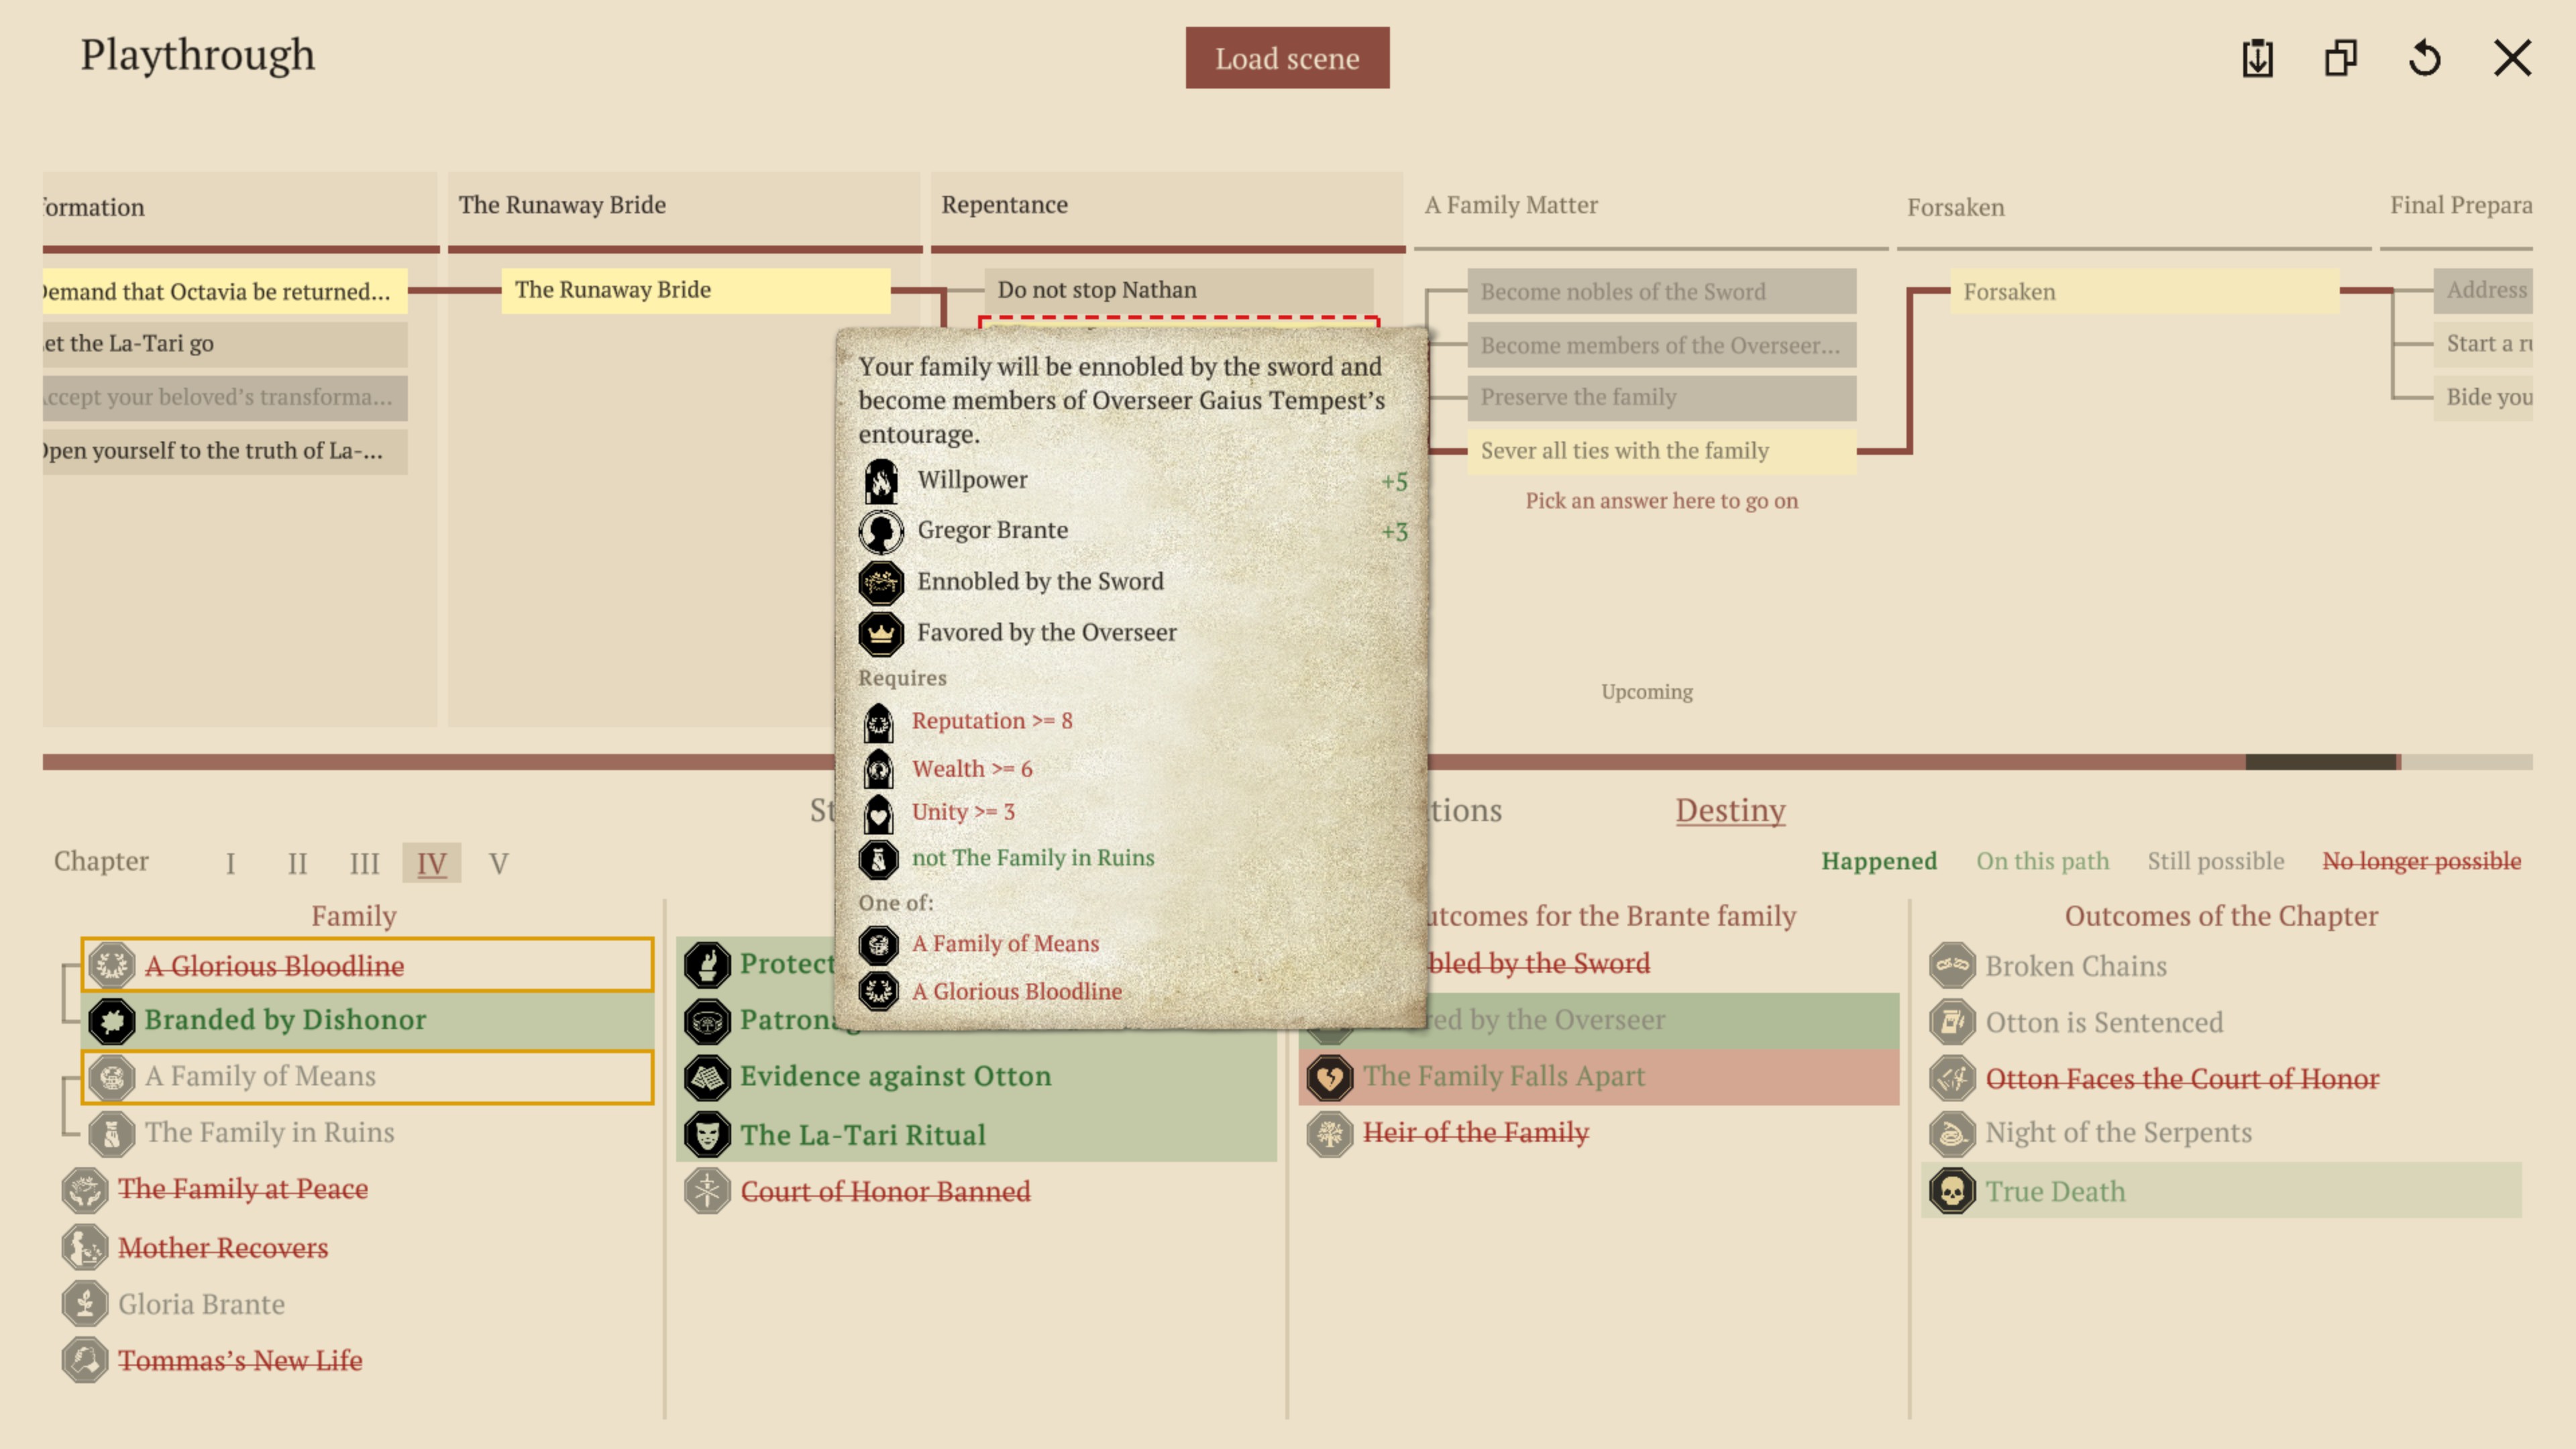 Playthrough
Load scene
formation
The Runaway Bride
Repentance
A Family Matter
Forsaken
Final Prepara
Demand that Octavia be returned...
The Runaway Bride
Do not stop Nathan
Become nobles of the Sword
Forsaken
Address
et the La-Tari go
Become members of the Overseer...
Start a ru
Accept your beloved's transforma...
Preserve the family
Bide you
Open yourself to the truth of La-...
Sever all ties with the family
Pick an answer here to go on
Upcoming
Your family will be ennobled by the sword and
become members of Overseer Gaius Tempest's
entourage.
Willpower +5
Gregor Brante +3
Ennobled by the Sword
Favored by the Overseer
Requires
Reputation >= 8
Wealth >= 6
Unity >= 3
not The Family in Ruins
One of:
A Family of Means
A Glorious Bloodline
St
tions
Destiny
Chapter I II III IV V
Happened On this path Still possible No longer possible
Family
A Glorious Bloodline
Branded by Dishonor
A Family of Means
The Family in Ruins
The Family at Peace
Mother Recovers
Gloria Brante
Tommas's New Life
Protect
Patronag
Evidence against Otton
The La-Tari Ritual
Court of Honor Banned
utcomes for the Brante family
bled by the Sword
red by the Overseer
The Family Falls Apart
Heir of the Family
Outcomes of the Chapter
Broken Chains
Otton is Sentenced
Otton Faces the Court of Honor
Night of the Serpents
True Death